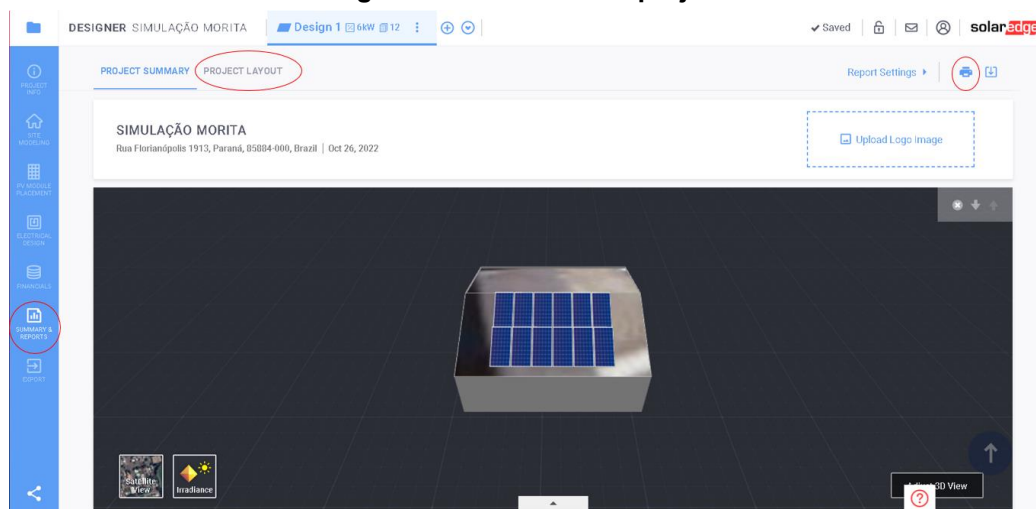 DESIGNER SIMULAÇÃO MORITA Design 1 6kW 12 Saved solaredge
PROJECT INFO
PROJECT SUMMARY PROJECT LAYOUT Report Settings
SITE MODELING
SIMULAÇÃO MORITA
Rua Florianópolis 1913, Paraná, 85884-000, Brazil | Oct 26, 2022
Upload Logo Image
PV MODULE PLACEMENT
ELECTRICAL DESIGN
FINANCIALS
SUMMARY & REPORTS
EXPORT
Satellite View
Irradiance
3D View